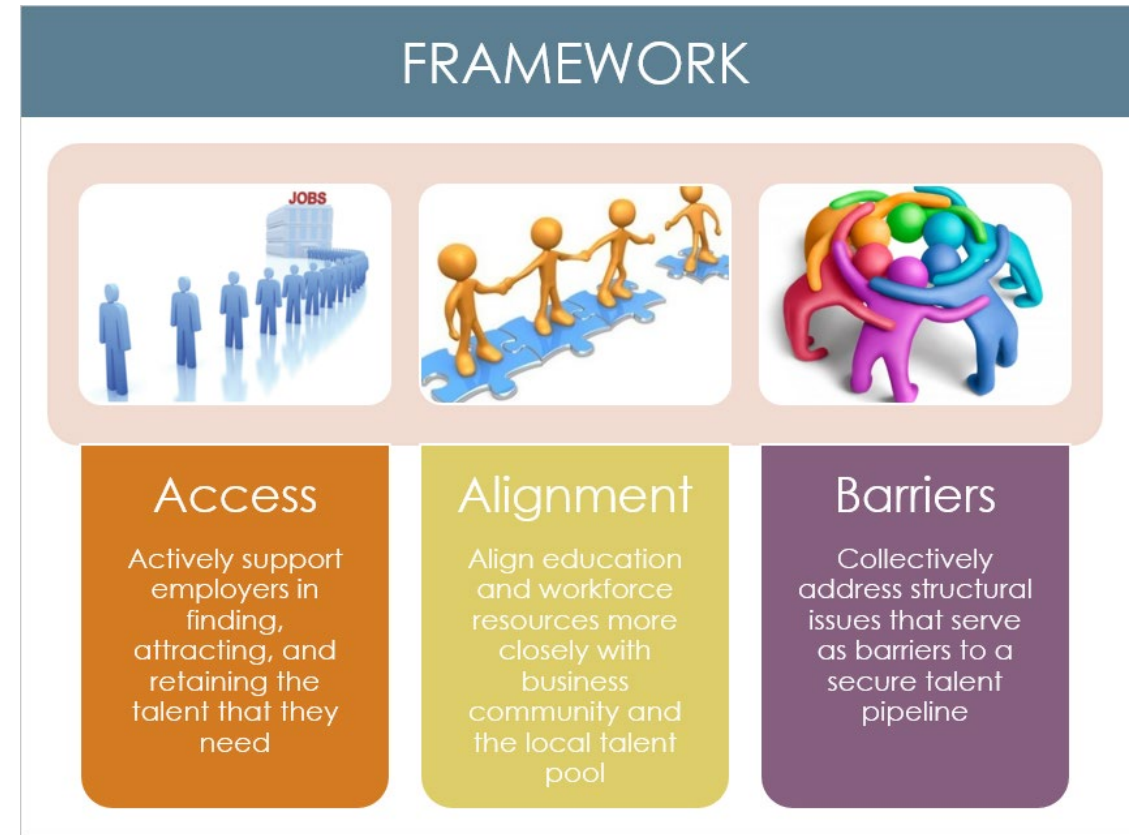 FRAMEWORK
JOBS
Access
Actively support
employers in
finding,
attracting, and
retaining the
talent that they
need
Alignment
Align education
and workforce
resources more
closely with
business
community and
the local talent
pool
Barriers
Collectively
address structural
issues that serve
as barriers to a
secure talent
pipeline